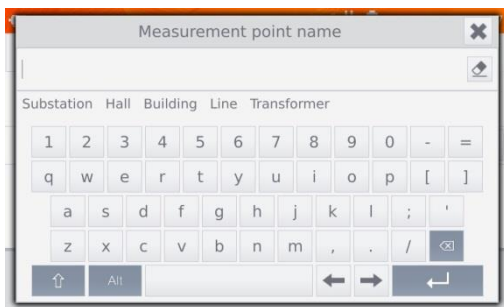 Measurement point name
Substation Hall Building Line Transformer
1 2 3 4 5 6 7 8 9 0 - =
q w e r t y u i o p [ ]
a s d f g h j k l ; '
z x c v b n m , . /
Alt